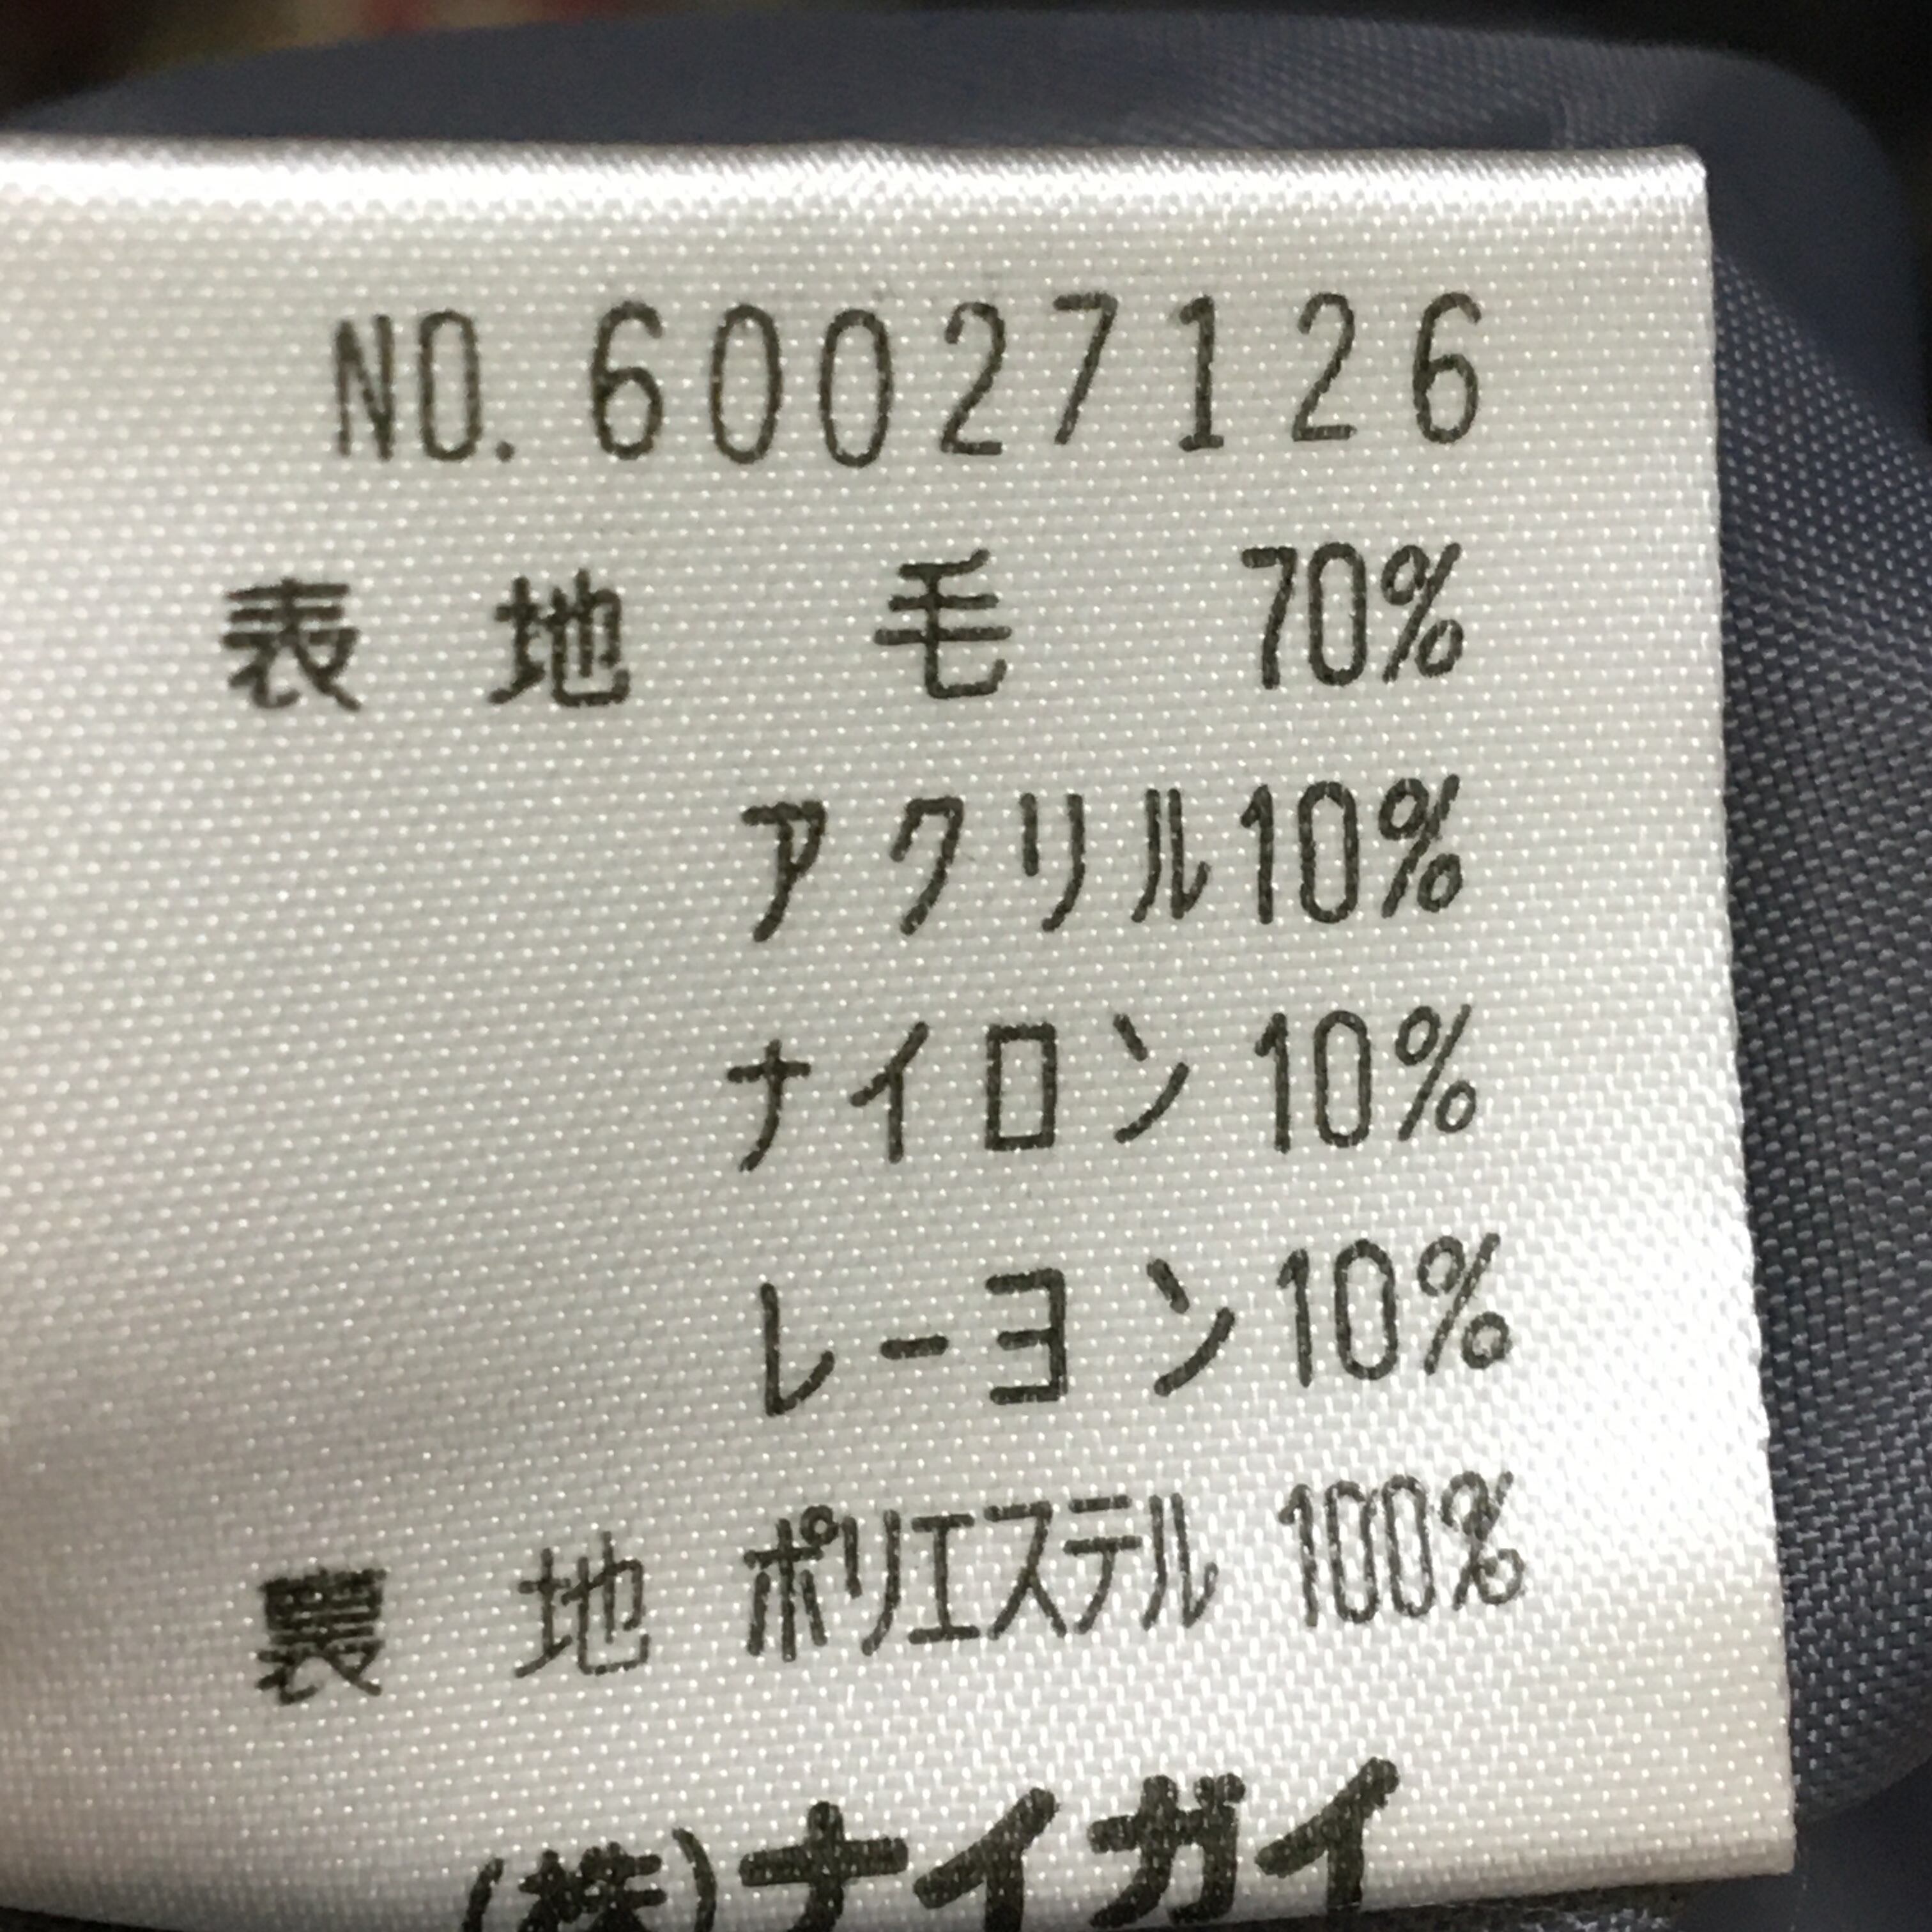 NO. 60027126
表 地 毛 70%
アクリル10%
ナイロン10%
レーヨン10%
裏 地 ポリエステル 100%
(株)ナイガイ